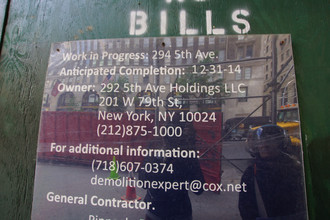 BILLS
Work in Progress: 294 5th Ave.
Anticipated Completion: 12-31-14
Owner: 292 5th Ave Holdings LLC
201 W 79th St,
New York, NY 10024
(212)875-1000
For additional information:
(718)607-0374
demolitionexpert@cox.net
General Contractor.